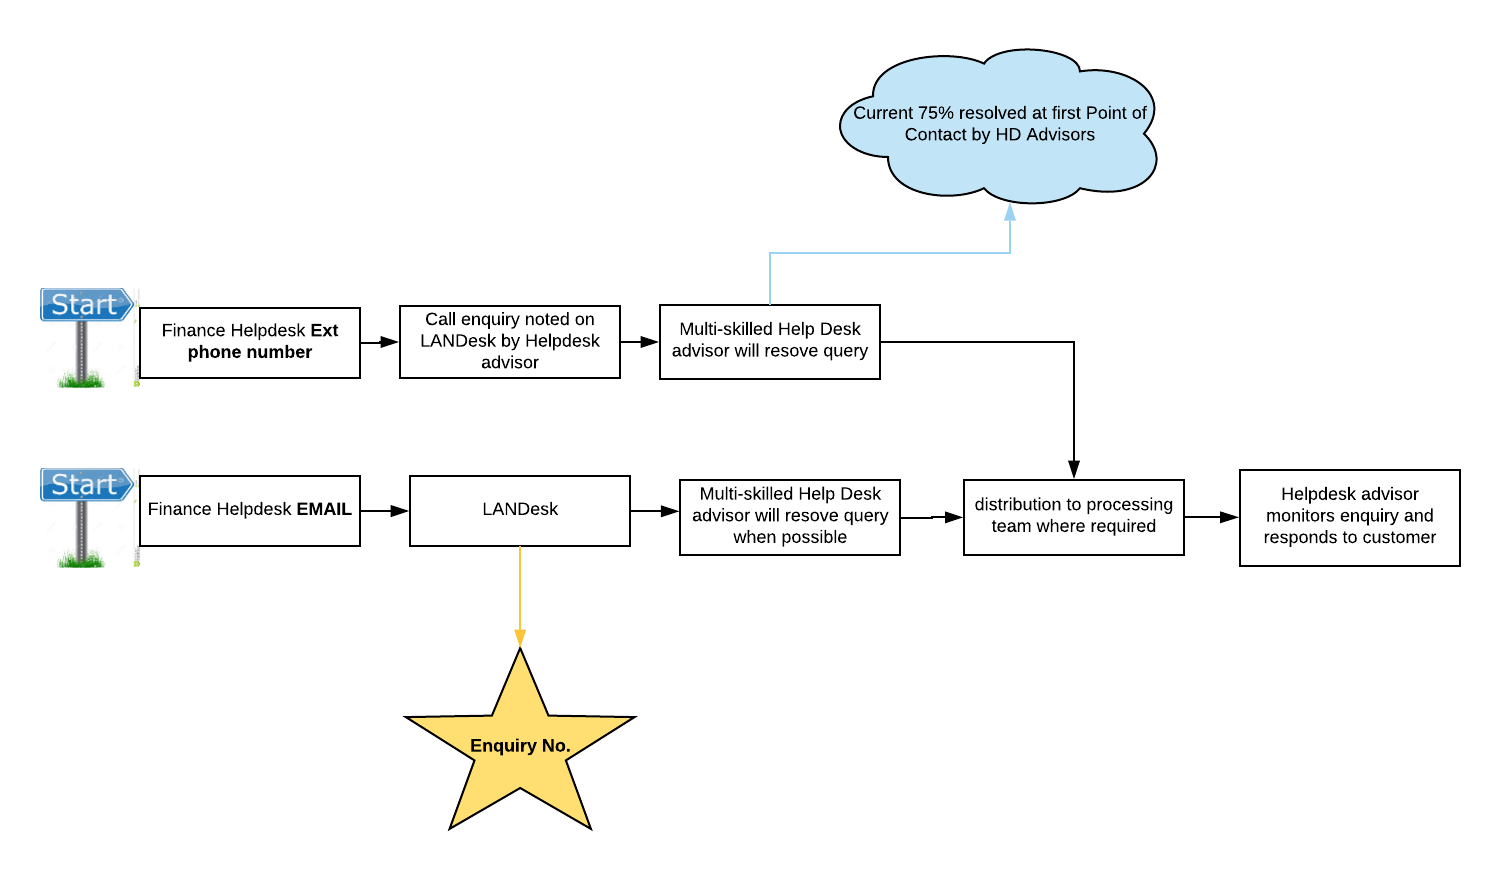 Current 75% resolved at first Point of
Contact by HD Advisors
Start
Finance Helpdesk Ext
phone number
Call enquiry noted on
LANDesk by Helpdesk
advisor
Multi-skilled Help Desk
advisor will resove query
Start
Finance Helpdesk EMAIL
LANDesk
Multi-skilled Help Desk
advisor will resove query
when possible
distribution to processing
team where required
Helpdesk advisor
monitors enquiry and
responds to customer
Enquiry No.